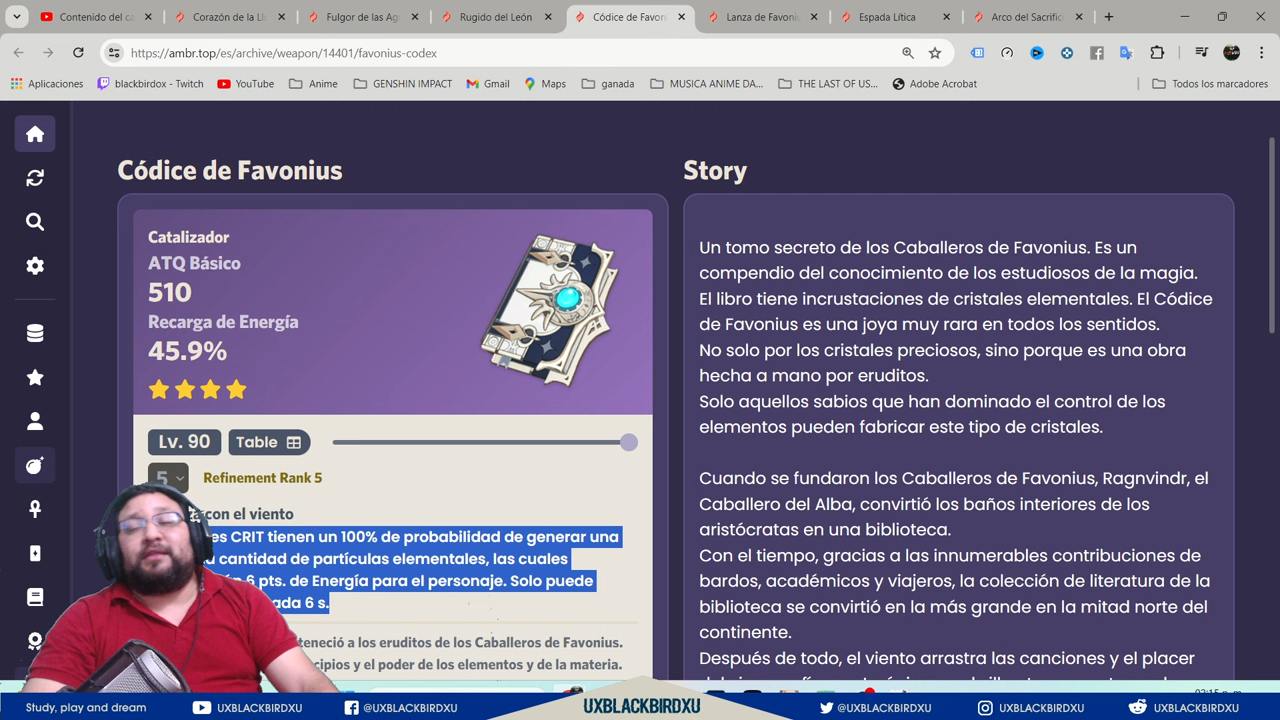 Contenido del ca
Corazón de la Llu
Fulgor de las Agu
Rugido del León
Códice de Favon
Lanza de Favoniu
Espada Lítica
Arco del Sacrific
https://ambr.top/es/archive/weapon/14401/favonius-codex
Aplicaciones
blackbirdox - Twitch
YouTube
Anime
GENSHIN IMPACT
Gmail
Maps
ganada
MUSICA ANIME DA...
THE LAST OF US...
Adobe Acrobat
Todos los marcadores
Códice de Favonius
Catalizador
ATQ Básico
510
Recarga de Energía
45.9%
Lv. 90
Table
5
Refinement Rank 5
con el viento
es CRIT tienen un 100% de probabilidad de generar una
cantidad de partículas elementales, las cuales
6 pts. de Energía para el personaje. Solo puede
ada 6 s.
teneció a los eruditos de los Caballeros de Favonius.
cipios y el poder de los elementos y de la materia.
Story
Un tomo secreto de los Caballeros de Favonius. Es un
compendio del conocimiento de los estudiosos de la magia.
El libro tiene incrustaciones de cristales elementales. El Códice
de Favonius es una joya muy rara en todos los sentidos.
No solo por los cristales preciosos, sino porque es una obra
hecha a mano por eruditos.
Solo aquellos sabios que han dominado el control de los
elementos pueden fabricar este tipo de cristales.
Cuando se fundaron los Caballeros de Favonius, Ragnvindr, el
Caballero del Alba, convirtió los baños interiores de los
aristócratas en una biblioteca.
Con el tiempo, gracias a las innumerables contribuciones de
bardos, académicos y viajeros, la colección de literatura de la
biblioteca se convirtió en la más grande en la mitad norte del
continente.
Después de todo, el viento arrastra las canciones y el placer
Study, play and dream
UXBLACKBIRDXU
@UXBLACKBIRDXU
UXBLACKBIRDXU
@UXBLACKBIRDXU
UXBLACKBIRDXU
UXBLACKBIRDXU